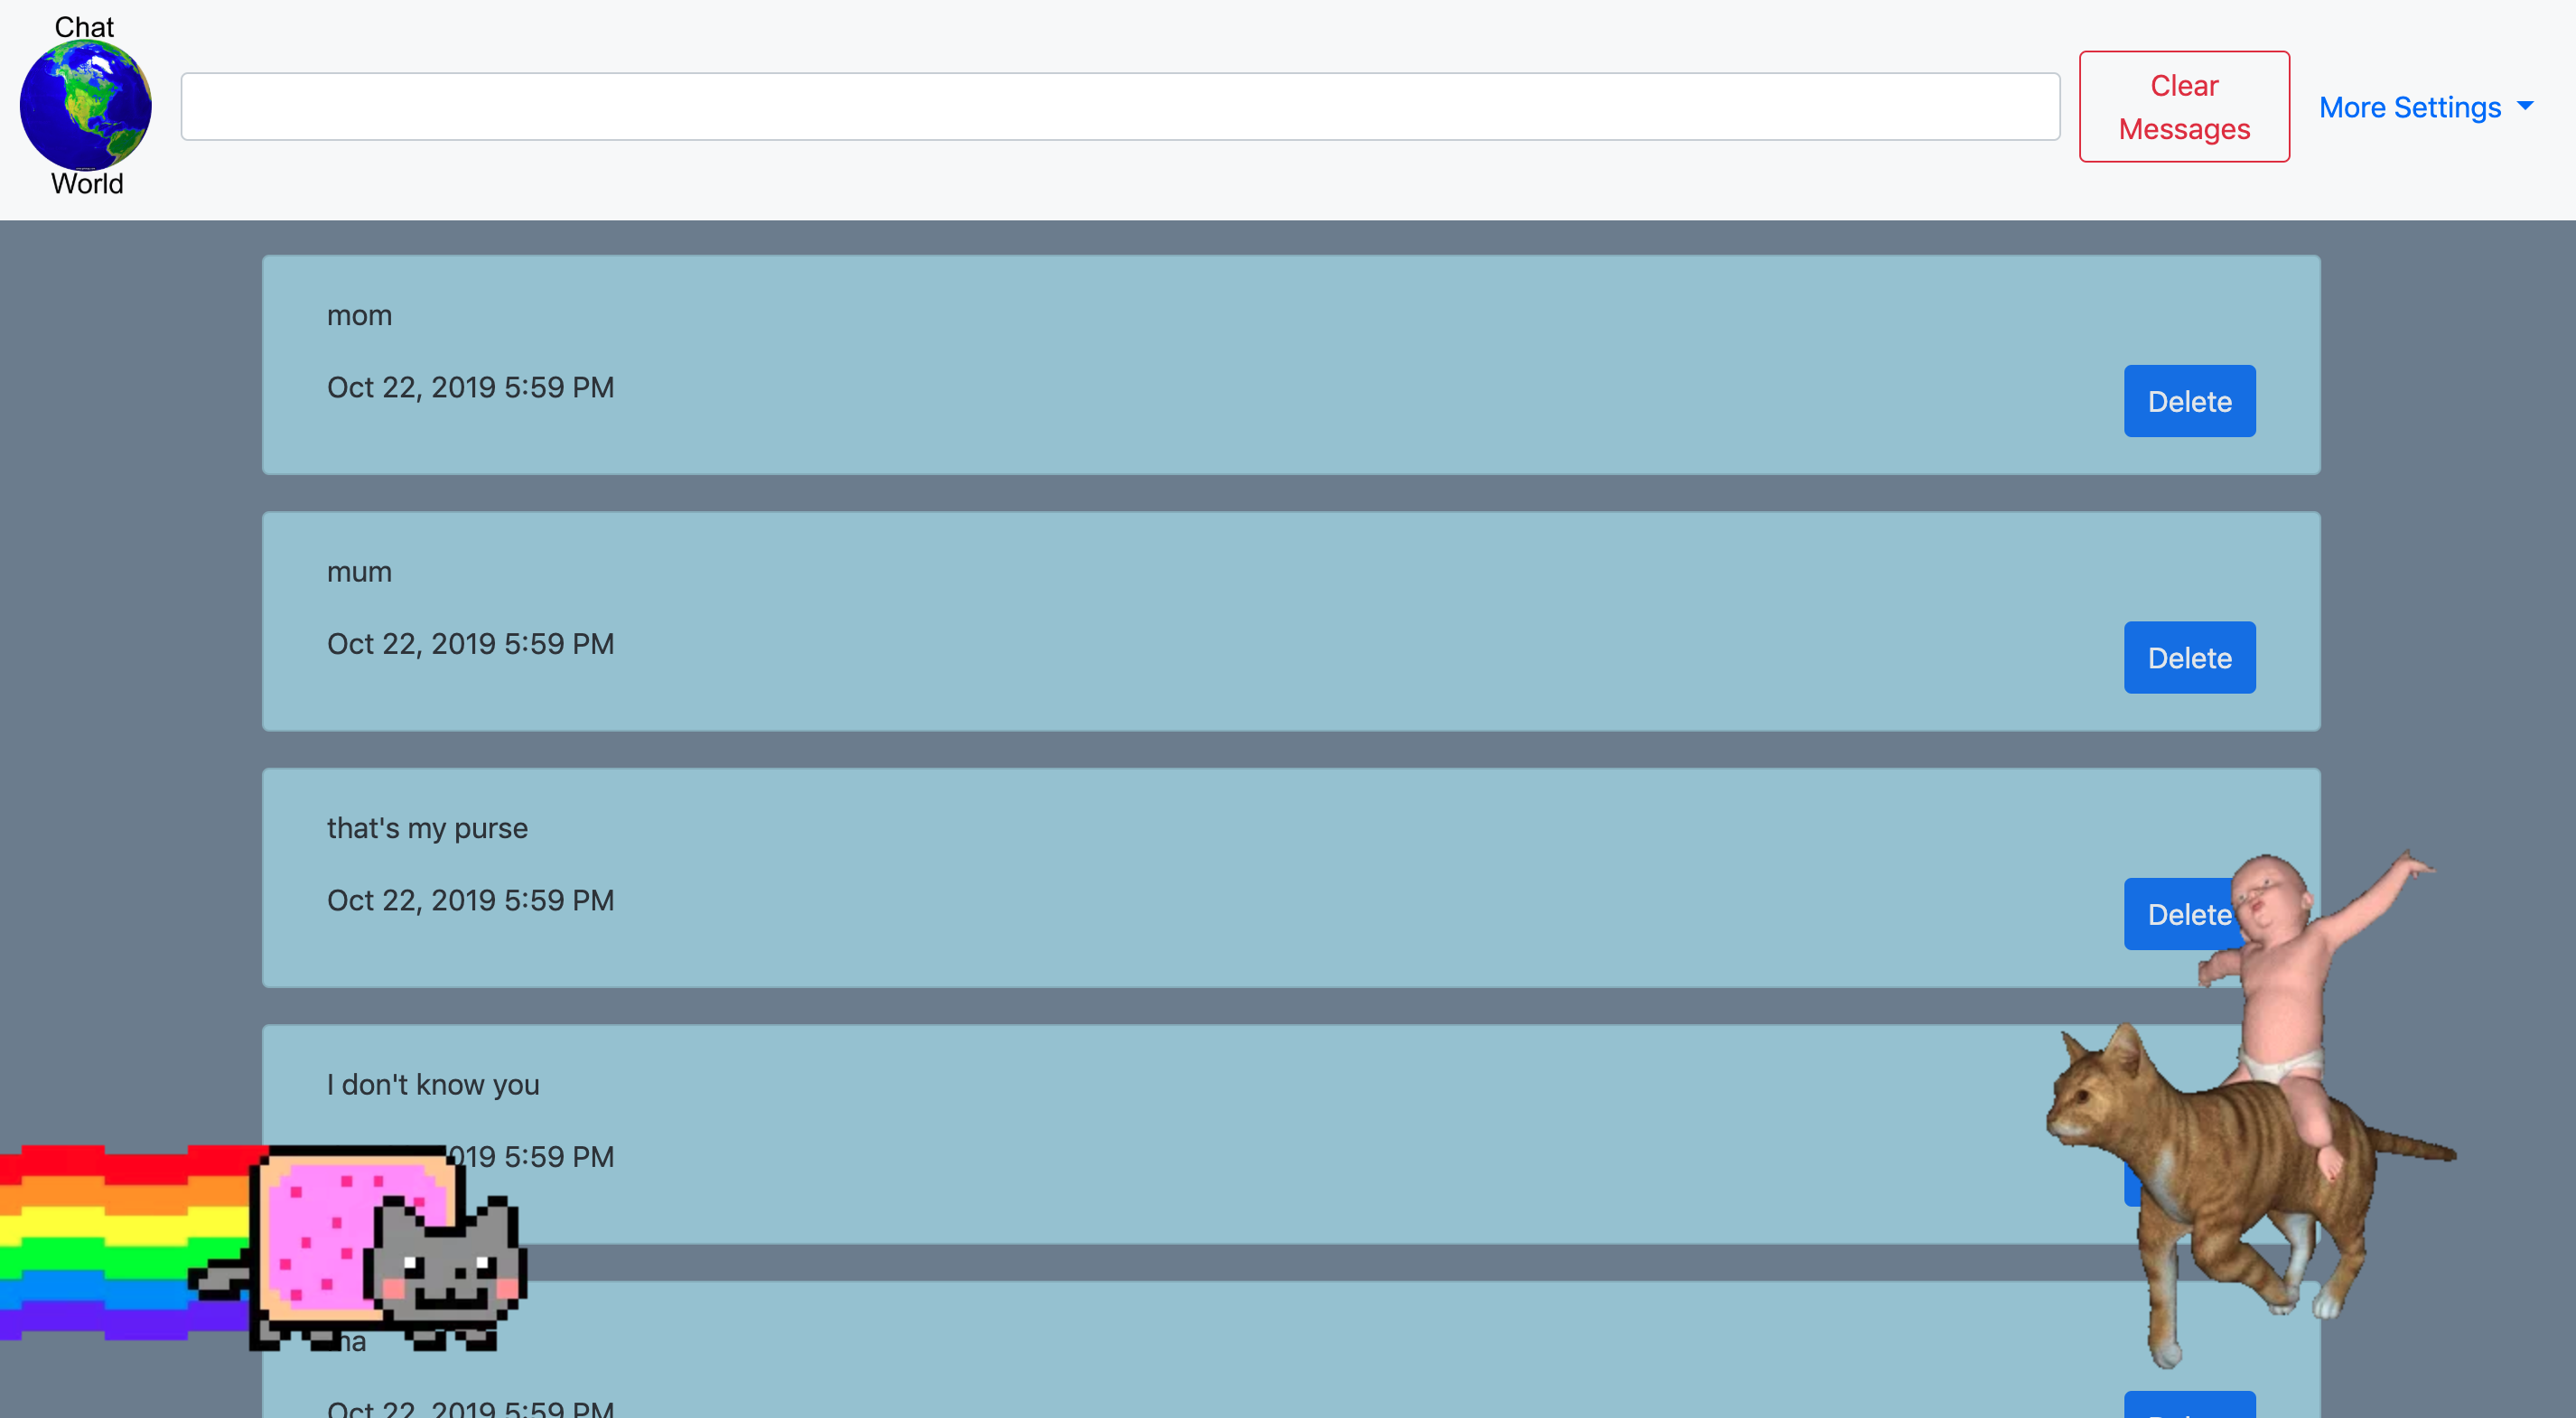 Chat
World
Clear
Messages
More Settings
mom
Oct 22, 2019 5:59 PM
Delete
mum
Oct 22, 2019 5:59 PM
Delete
that's my purse
Oct 22, 2019 5:59 PM
Delete
I don't know you
019 5:59 PM
Oct 22, 2019 5:59 PM